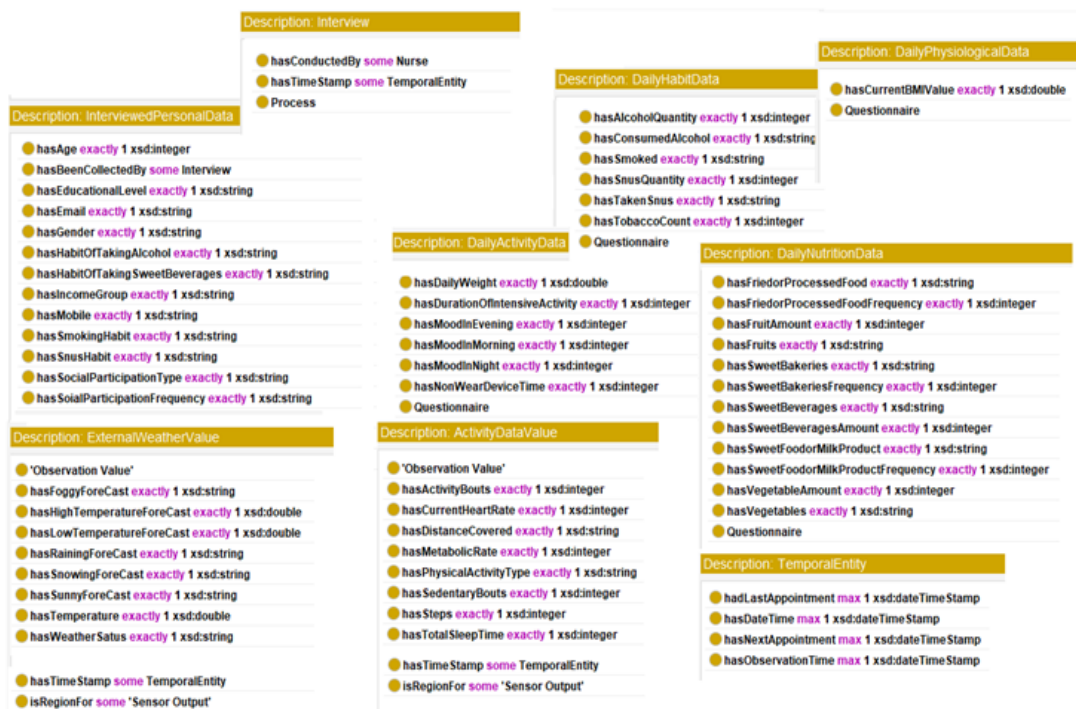 Description: Interview
hasConductedBy some Nurse
hasTimeStamp some TemporalEntity
Process
Description: InterviewedPersonalData
hasAge exactly 1 xsd:integer
hasBeenCollectedBy some Interview
hasEducationalLevel exactly 1 xsd:string
hasEmail exactly 1 xsd:string
hasGender exactly 1 xsd:string
hasHabitOfTakingAlcohol exactly 1 xsd:string
hasHabitOfTakingSweetBeverages exactly 1 xsd:string
hasIncomeGroup exactly 1 xsd:string
hasMobile exactly 1 xsd:string
hasSmokingHabit exactly 1 xsd:string
hasSnusHabit exactly 1 xsd:string
hasSocialParticipationType exactly 1 xsd:string
hasSoialParticipationFrequency exactly 1 xsd:string
Description: DailyHabitData
hasAlcoholQuantity exactly 1 xsd:integer
hasConsumedAlcohol exactly 1 xsd:string
hasSmoked exactly 1 xsd:string
hasSnusQuantity exactly 1 xsd:integer
hasTakenSnus exactly 1 xsd:string
hasTobaccoCount exactly 1 xsd:integer
Questionnaire
Description: DailyPhysiologicalData
hasCurrentBMIValue exactly 1 xsd:double
Questionnaire
Description: DailyActivityData
hasDailyWeight exactly 1 xsd:double
hasDurationOfIntensiveActivity exactly 1 xsd:integer
hasMoodInEvening exactly 1 xsd:integer
hasMoodInMorning exactly 1 xsd:integer
hasMoodInNight exactly 1 xsd:integer
hasNonWearDeviceTime exactly 1 xsd:integer
Questionnaire
Description: DailyNutritionData
hasFriedorProcessedFood exactly 1 xsd:string
hasFriedorProcessedFoodFrequency exactly 1 xsd:integer
hasFruitAmount exactly 1 xsd:integer
hasFruits exactly 1 xsd:string
hasSweetBakeries exactly 1 xsd:string
hasSweetBakeriesFrequency exactly 1 xsd:integer
hasSweetBeverages exactly 1 xsd:string
hasSweetBeveragesAmount exactly 1 xsd:integer
hasSweetFoodorMilkProduct exactly 1 xsd:string
hasSweetFoodorMilkProductFrequency exactly 1 xsd:integer
hasVegetableAmount exactly 1 xsd:integer
hasVegetables exactly 1 xsd:string
Questionnaire
Description: ExternalWeatherValue
'Observation Value'
hasFoggyForeCast exactly 1 xsd:string
hasHighTemperatureForeCast exactly 1 xsd:double
hasLowTemperatureForeCast exactly 1 xsd:double
hasRainingForeCast exactly 1 xsd:string
hasSnowingForeCast exactly 1 xsd:string
hasSunnyForeCast exactly 1 xsd:string
hasTemperature exactly 1 xsd:double
hasWeatherSatus exactly 1 xsd:string
hasTimeStamp some TemporalEntity
isRegionFor some 'Sensor Output'
Description: ActivityDataValue
'Observation Value'
hasActivityBouts exactly 1 xsd:integer
hasCurrentHeartRate exactly 1 xsd:integer
hasDistanceCovered exactly 1 xsd:string
hasMetabolicRate exactly 1 xsd:integer
hasPhysicalActivityType exactly 1 xsd:string
hasSedentaryBouts exactly 1 xsd:integer
hasSteps exactly 1 xsd:integer
hasTotalSleepTime exactly 1 xsd:integer
hasTimeStamp some TemporalEntity
isRegionFor some 'Sensor Output'
Description: TemporalEntity
hadLastAppointment max 1 xsd:dateTimeStamp
hasDateTime max 1 xsd:dateTimeStamp
hasNextAppointment max 1 xsd:dateTimeStamp
hasObservationTime max 1 xsd:dateTimeStamp